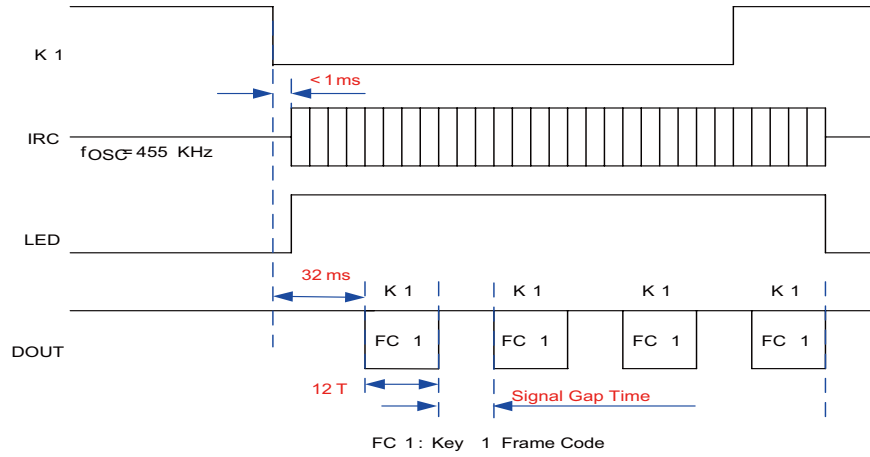 K 1
< 1 ms
IRC
fOSC= 455 KHz
LED
32 ms
K 1 K 1 K 1 K 1
DOUT
FC 1 FC 1 FC 1 FC 1
12 T
Signal Gap Time
FC 1 : Key 1 Frame Code